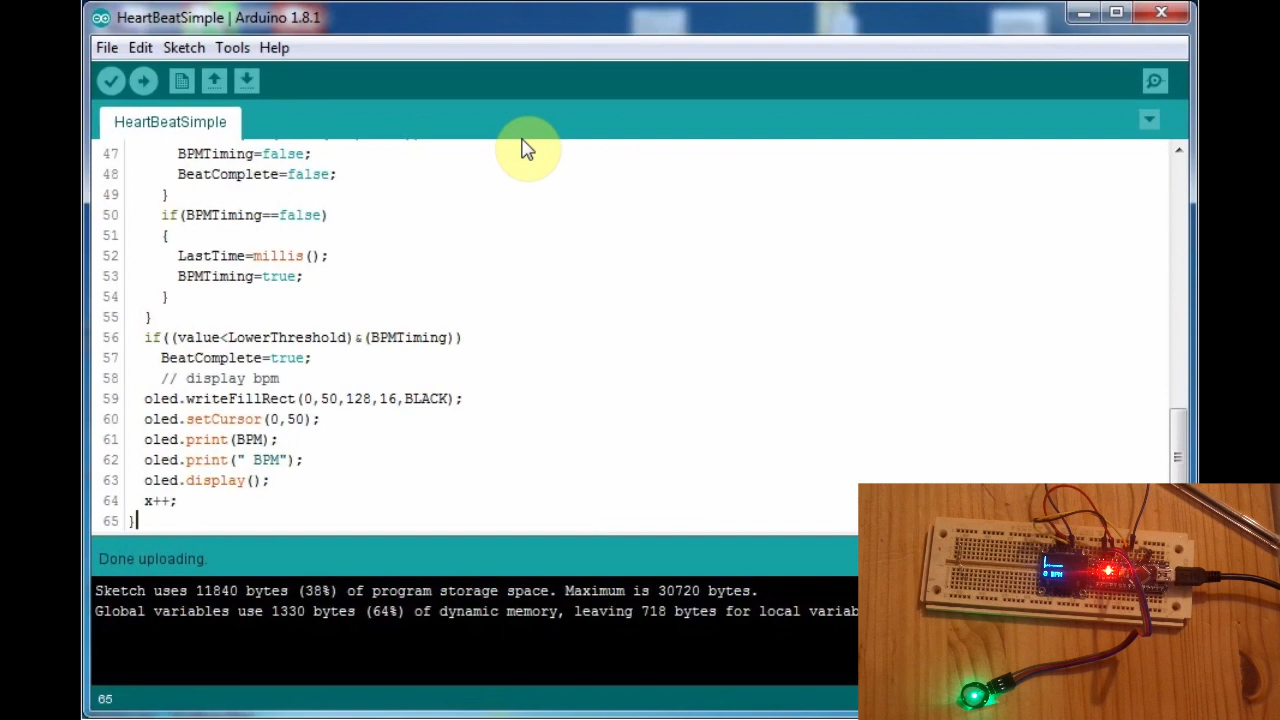 HeartBeatSimple | Arduino 1.8.1
File Edit Sketch Tools Help
HeartBeatSimple
47 BPMTiming=false;
48 BeatComplete=false;
49 }
50 if(BPMTiming==false)
51 {
52 LastTime=millis();
53 BPMTiming=true;
54 }
55 }
56 if((value<LowerThreshold)&(BPMTiming))
57 BeatComplete=true;
58 // display bpm
59 oled.writeFillRect(0,50,128,16,BLACK);
60 oled.setCursor(0,50);
61 oled.print(BPM);
62 oled.print(" BPM");
63 oled.display();
64 x++;
65 }
Done uploading.
Sketch uses 11840 bytes (38%) of program storage space. Maximum is 30720 bytes.
Global variables use 1330 bytes (64%) of dynamic memory, leaving 718 bytes for local
65
0 BPM